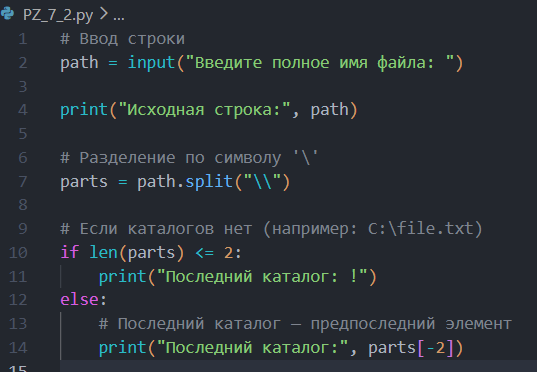 PZ_7_2.py > ...
1 # Ввод строки
2 path = input("Введите полное имя файла: ")
3
4 print("Исходная строка:", path)
5
6 # Разделение по символу '\'
7 parts = path.split("\\")
8
9 # Если каталогов нет (например: C:\file.txt)
10 if len(parts) <= 2:
11     print("Последний каталог: !")
12 else:
13     # Последний каталог — предпоследний элемент
14     print("Последний каталог:", parts[-2])
15